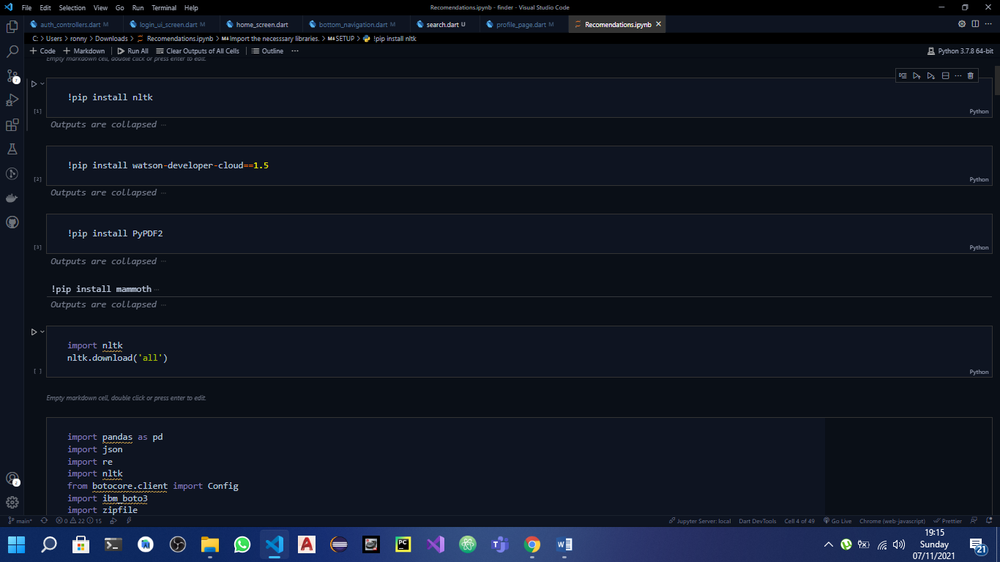 File Edit Selection View Go Run Terminal Help
Recomendations.ipynb - finder - Visual Studio Code
auth_controllers.dart M
login_ui_screen.dart M
home_screen.dart
bottom_navigation.dart M
search.dart U
profile_page.dart M
Recomendations.ipynb
C: > Users > ronny > Downloads > Recomendations.ipynb > M↓Import the necesssary libraries. > M↓SETUP > !pip install nltk
+ Code + Markdown Run All Clear Outputs of All Cells Outline ···
Python 3.7.8 64-bit
Empty markdown cell, double click or press enter to edit.
!pip install nltk
[1]
Python
Outputs are collapsed ···
!pip install watson-developer-cloud==1.5
[2]
Python
Outputs are collapsed ···
!pip install PyPDF2
[3]
Python
Outputs are collapsed ···
!pip install mammoth ···
Outputs are collapsed ···
import nltk
nltk.download('all')
[ ]
Python
Empty markdown cell, double click or press enter to edit.
import pandas as pd
import json
import re
import nltk
from botocore.client import Config
import ibm_boto3
import zipfile
7
2
main* 0 22 15
Jupyter Server: local Dart DevTools Cell 4 of 49 Go Live Chrome (web-javascript) Prettier
PC
W
19:15
Sunday
07/11/2021
21